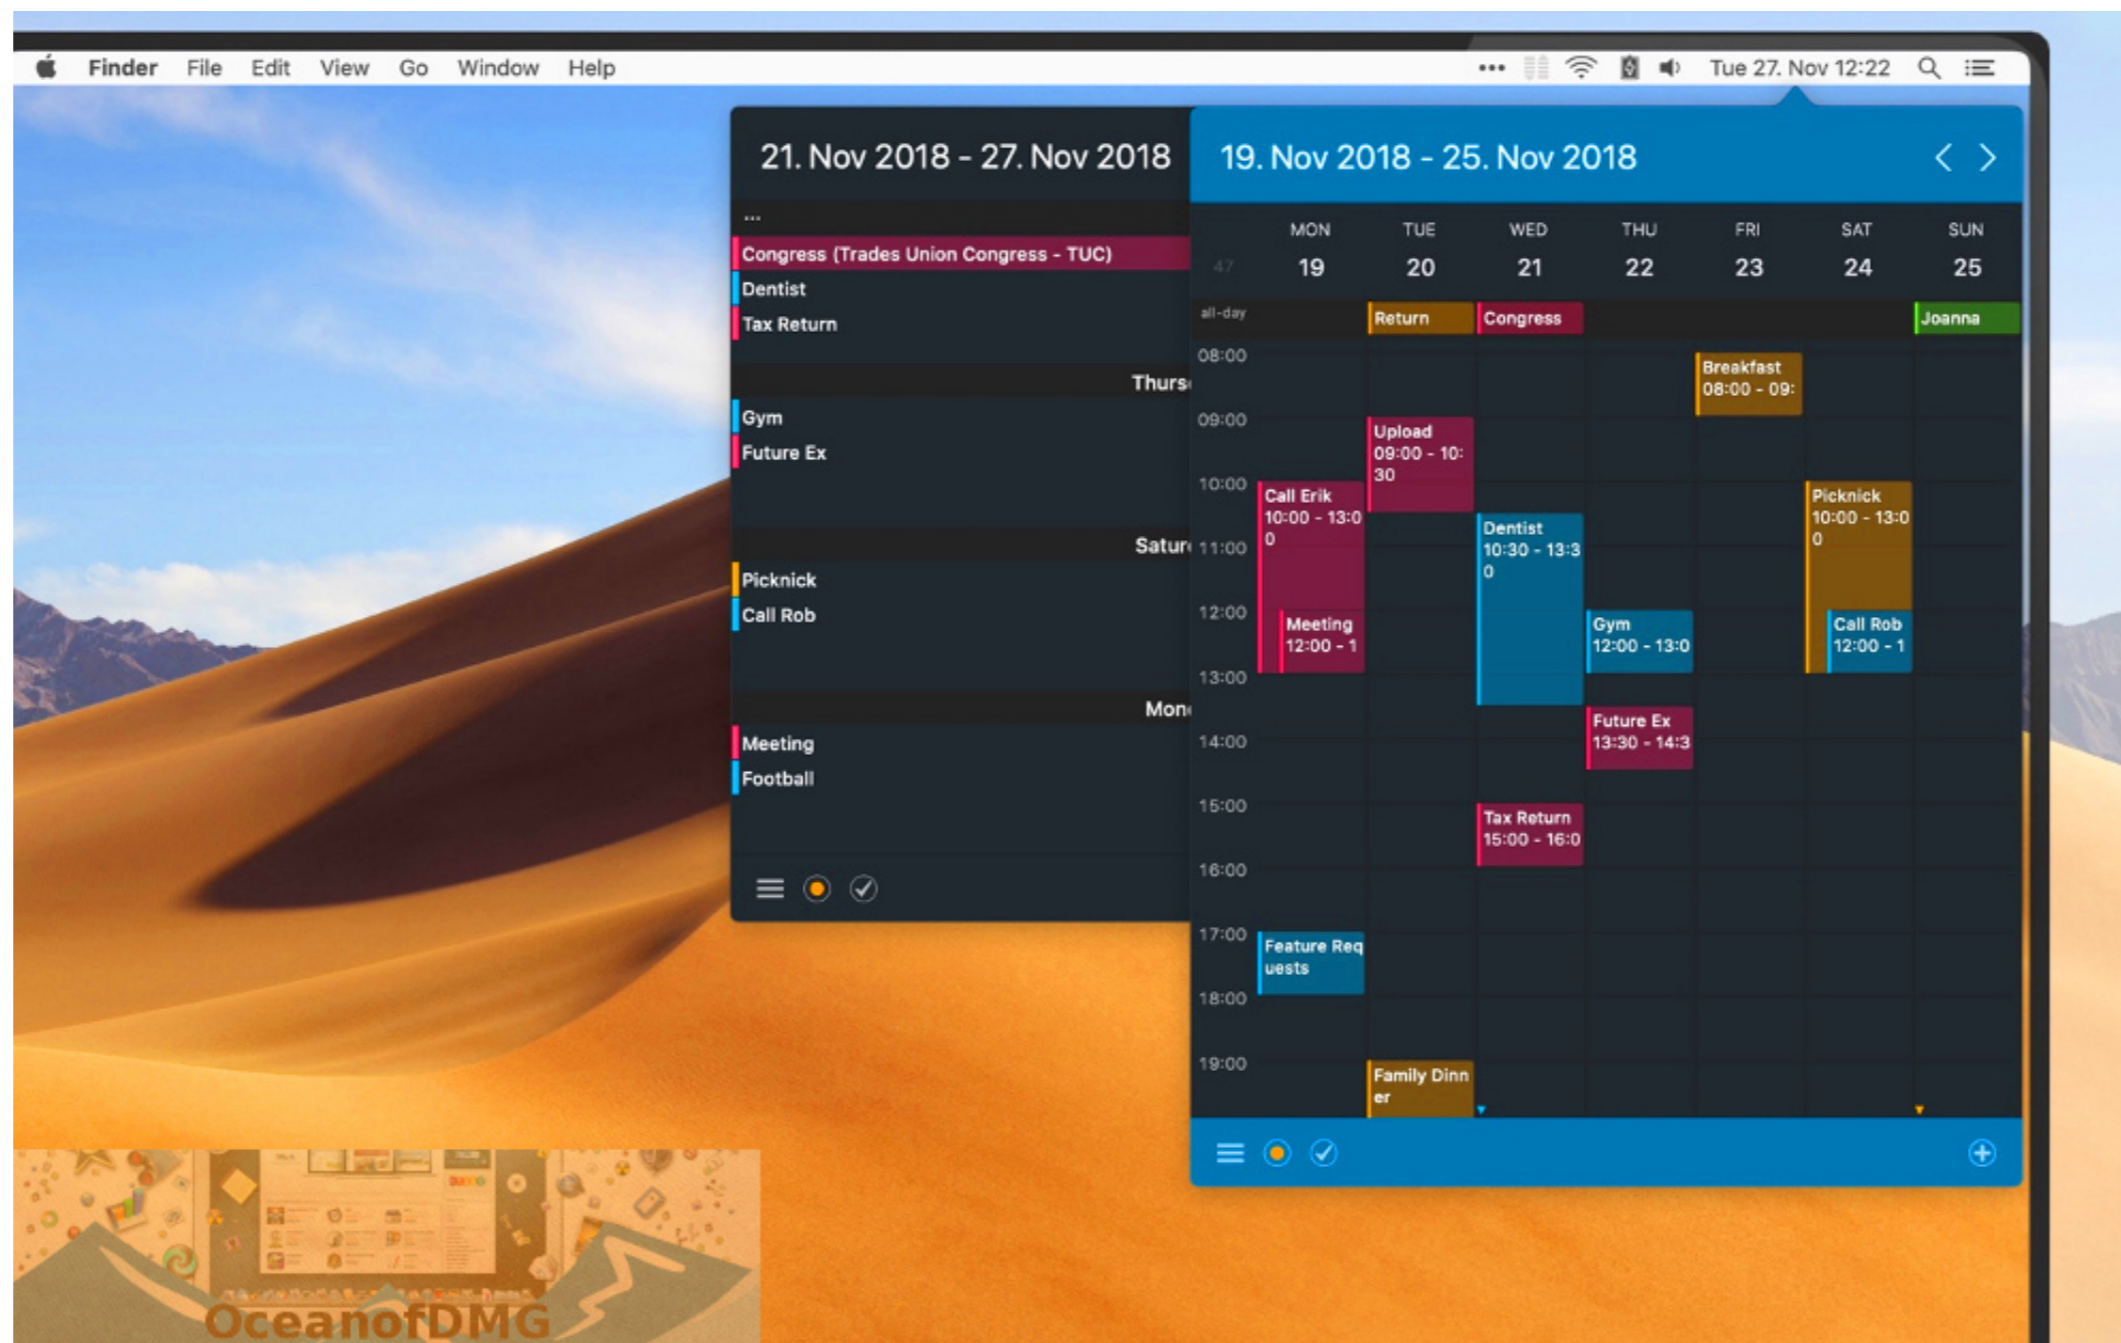 Finder File Edit View Go Window Help
Tue 27. Nov 12:22
21. Nov 2018 - 27. Nov 2018
...
Congress (Trades Union Congress - TUC)
Dentist
Tax Return
Thurs
Gym
Future Ex
Satur
Picknick
Call Rob
Mon
Meeting
Football
19. Nov 2018 - 25. Nov 2018
MON TUE WED THU FRI SAT SUN
47 19 20 21 22 23 24 25
all-day Return Congress Joanna
08:00
Breakfast
08:00 - 09:
09:00
Upload
09:00 - 10:
30
10:00
Call Erik
10:00 - 13:0
0
Picknick
10:00 - 13:0
0
Dentist
10:30 - 13:3
0
11:00
12:00
Meeting
12:00 - 1
Gym
12:00 - 13:0
Call Rob
12:00 - 1
13:00
Future Ex
13:30 - 14:3
14:00
15:00
Tax Return
15:00 - 16:0
16:00
17:00
Feature Req
uests
18:00
19:00
Family Dinn
er
OceanofDMG